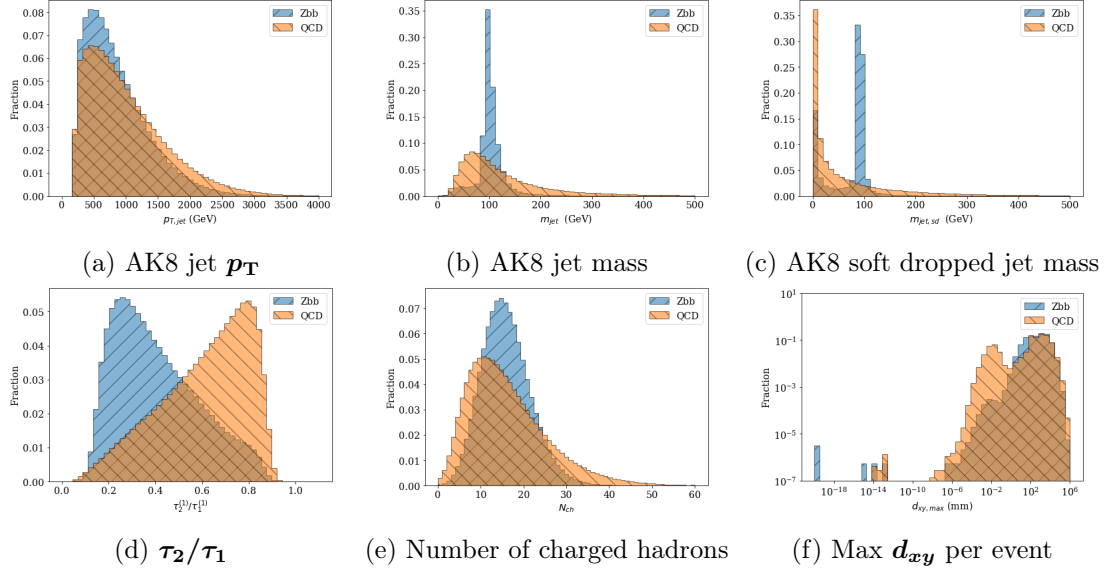 Zbb
QCD
Fraction
0.08
0.07
0.06
0.05
0.04
0.03
0.02
0.01
0.00
0 500 1000 1500 2000 2500 3000 3500 4000
p_{T, jet} (GeV)
(a) AK8 jet p_T
Zbb
QCD
Fraction
0.35
0.30
0.25
0.20
0.15
0.10
0.05
0.00
0 100 200 300 400 500
m_{jet} (GeV)
(b) AK8 jet mass
Zbb
QCD
Fraction
0.35
0.30
0.25
0.20
0.15
0.10
0.05
0.00
0 100 200 300 400 500
m_{jet, sd} (GeV)
(c) AK8 soft dropped jet mass
Zbb
QCD
Fraction
0.05
0.04
0.03
0.02
0.01
0.00
0.0 0.2 0.4 0.6 0.8 1.0
τ_2^{(1)}/τ_1^{(1)}
(d) τ_2/τ_1
Zbb
QCD
Fraction
0.07
0.06
0.05
0.04
0.03
0.02
0.01
0.00
0 10 20 30 40 50 60
N_{ch}
(e) Number of charged hadrons
Zbb
QCD
Fraction
10^1
10^{-1}
10^{-3}
10^{-5}
10^{-7}
10^{-18} 10^{-14} 10^{-10} 10^{-6} 10^{-2} 10^2 10^6
d_{xy, max} (mm)
(f) Max d_{xy} per event